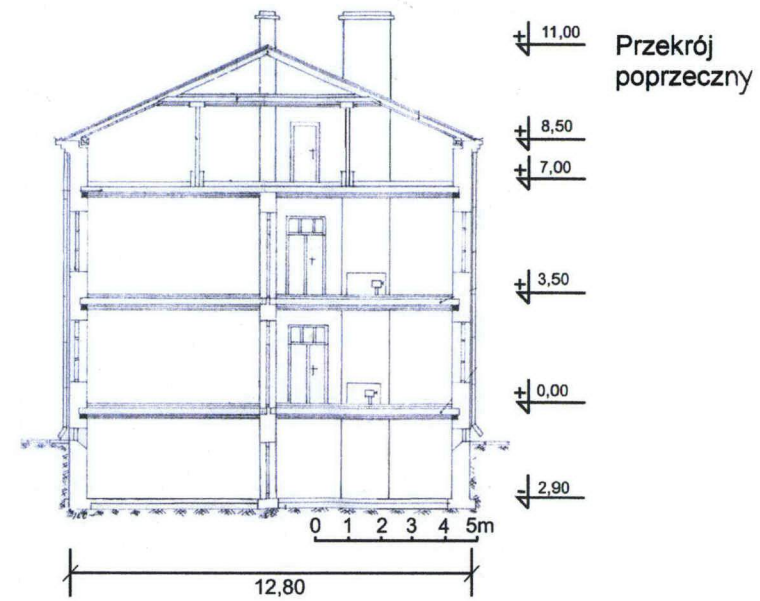 + 11,00
Przekrój
poprzeczny
+ 8,50
+ 7,00
+ 3,50
+ 0,00
- 2,90
0 1 2 3 4 5m
12,80